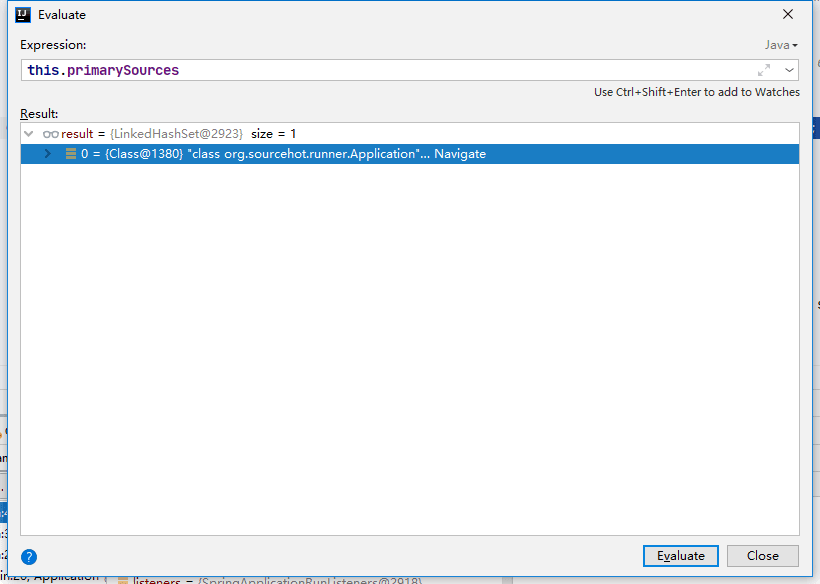 Evaluate
Expression:
Java
this.primarySources
Use Ctrl+Shift+Enter to add to Watches
Result:
result = {LinkedHashSet@2923} size = 1
0 = {Class@1380} "class org.sourcehot.runner.Application"... Navigate
Evaluate
Close
listeners = {SpringApplicationRunListeners@2918}